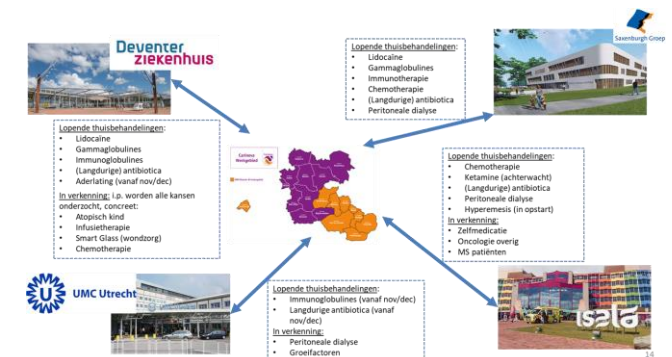 Deventer
ziekenhuis
Lopende thuisbehandelingen:
• Lidocaïne
• Gammaglobulines
• Immunoglobulines
• (Langdurige) antibiotica
• Aderlating (vanaf nov/dec)
In verkenning: i.p. worden alle kansen
onderzocht, concreet:
• Atopisch kind
• Infusietherapie
• Smart Glass (wondzorg)
• Chemotherapie
Saxenburgh Groep
Lopende thuisbehandelingen:
• Lidocaïne
• Gammaglobulines
• Immunotherapie
• Chemotherapie
• (Langdurige) antibiotica
• Peritoneale dialyse
Lopende thuisbehandelingen:
• Chemotherapie
• Ketamine (achterwacht)
• (Langdurige) antibiotica
• Peritoneale dialyse
• Hyperemesis (in opstart)
In verkenning:
• Zelfmedicatie
• Oncologie overig
• MS patiënten
UMC Utrecht
Lopende thuisbehandelingen:
• Immunoglobulines (vanaf nov/dec)
• Langdurige antibiotica (vanaf
nov/dec)
In verkenning:
• Peritoneale dialyse
• Groeifactoren
isala
14